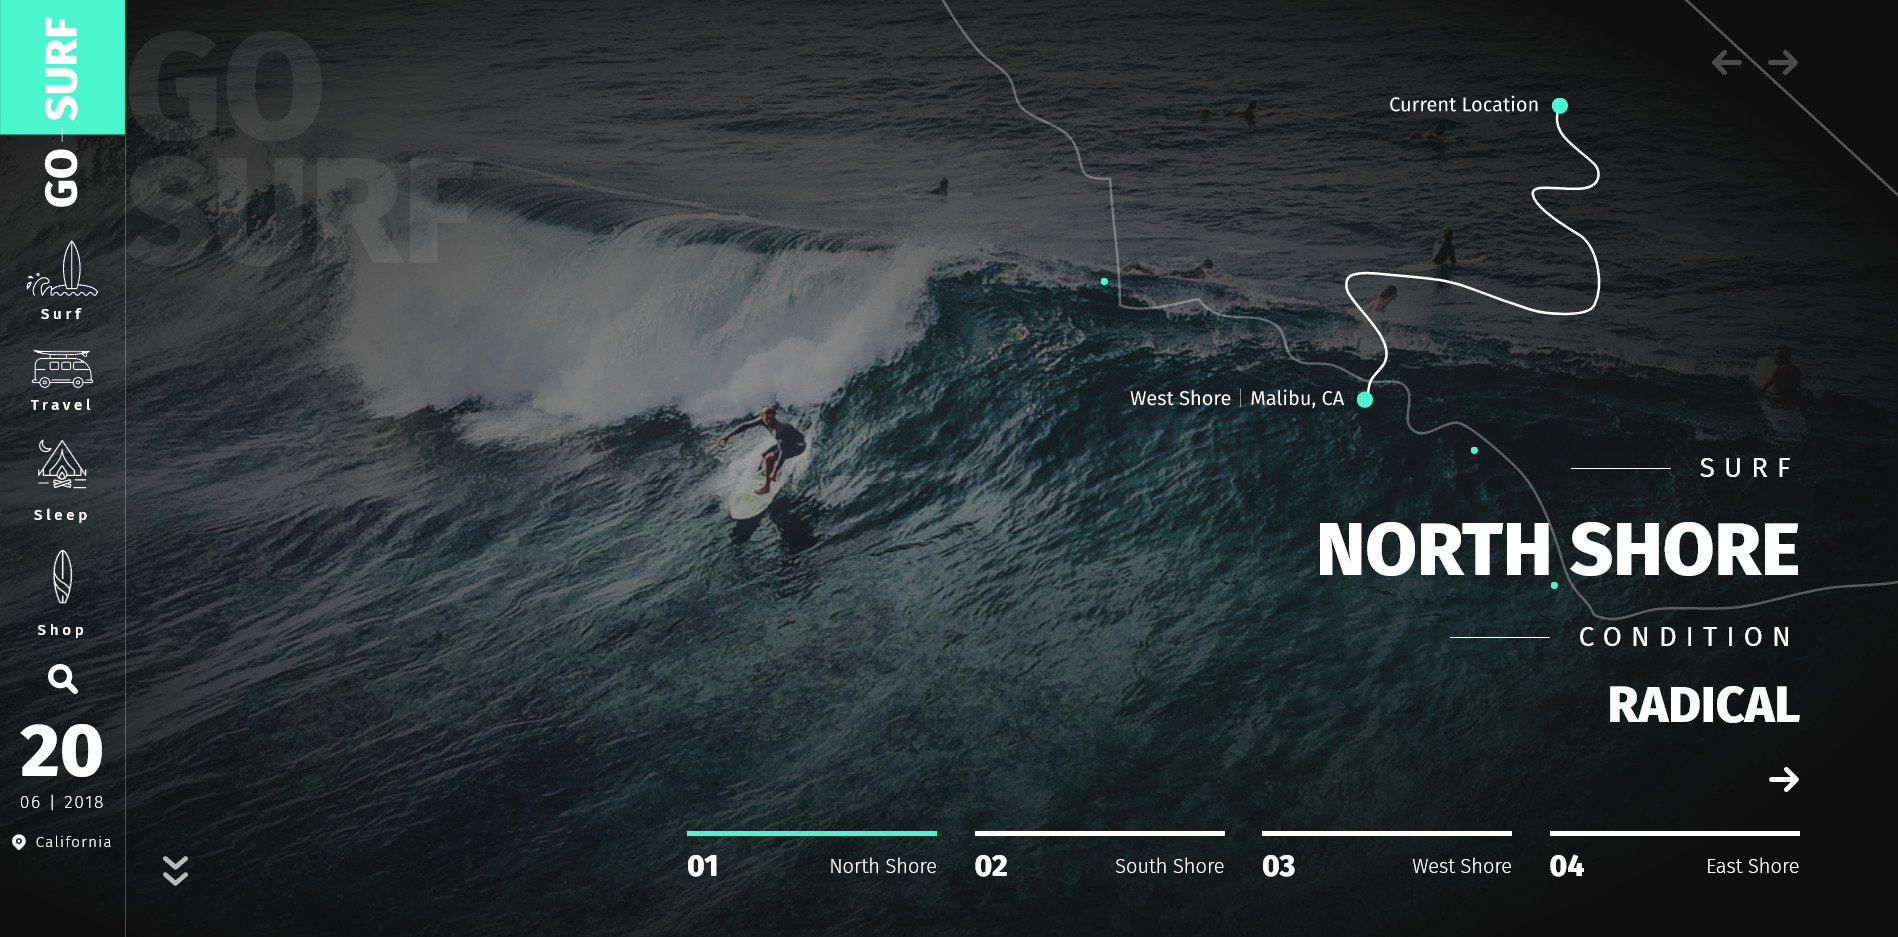 GO — SURF
Surf
Travel
Sleep
Shop
20
06 | 2018
California
GO
SURF
Current Location
West Shore | Malibu, CA
SURF
NORTH SHORE
CONDITION
RADICAL
01 North Shore
02 South Shore
03 West Shore
04 East Shore